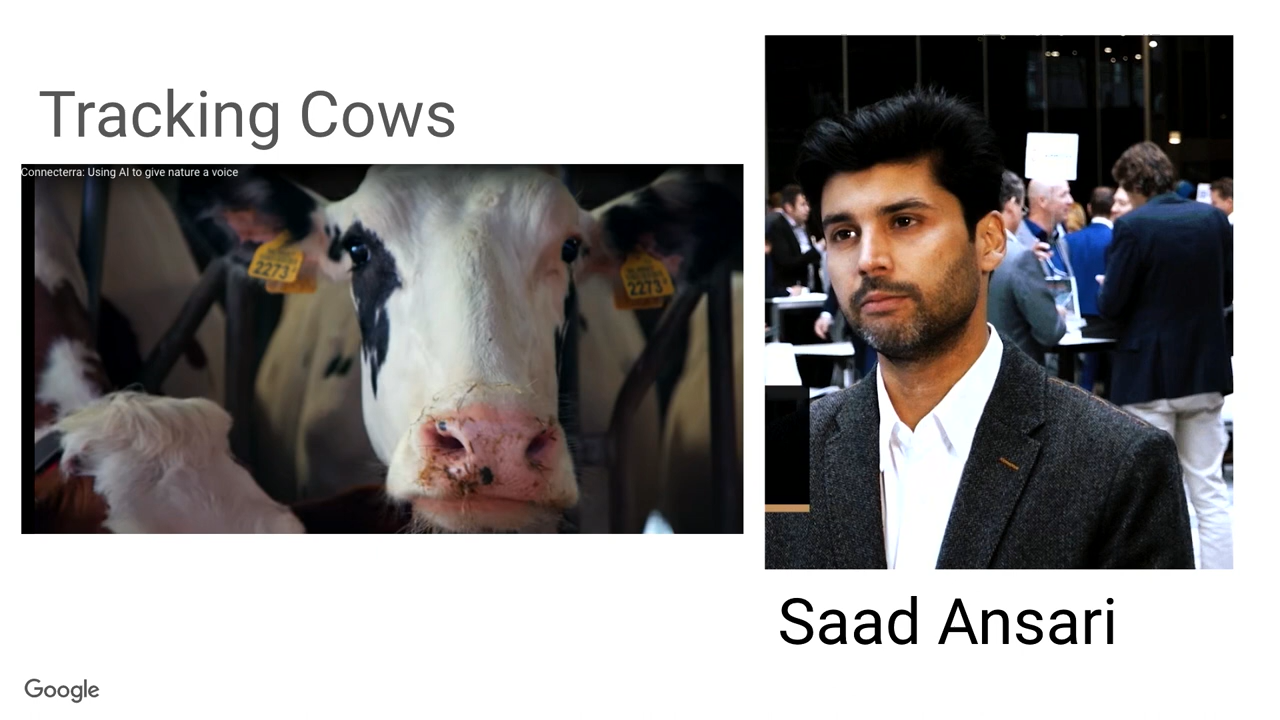 Tracking Cows
Connecterra: Using AI to give nature a voice
2273
2273
Saad Ansari
Google